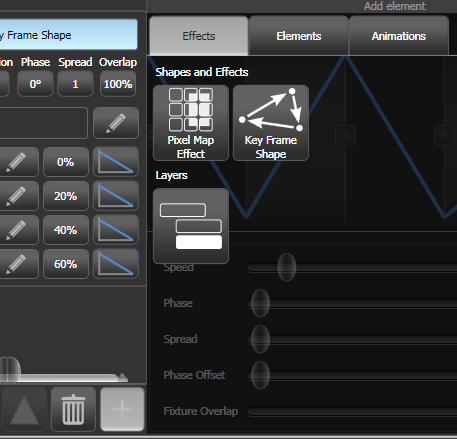 Add element
y Frame Shape
Effects
Elements
Animations
on
Phase
Spread
Overlap
0°
1
100%
Shapes and Effects
Pixel Map
Effect
Key Frame
Shape
0%
20%
40%
60%
Layers
Speed
Phase
Spread
Phase Offset
Fixture Overlap